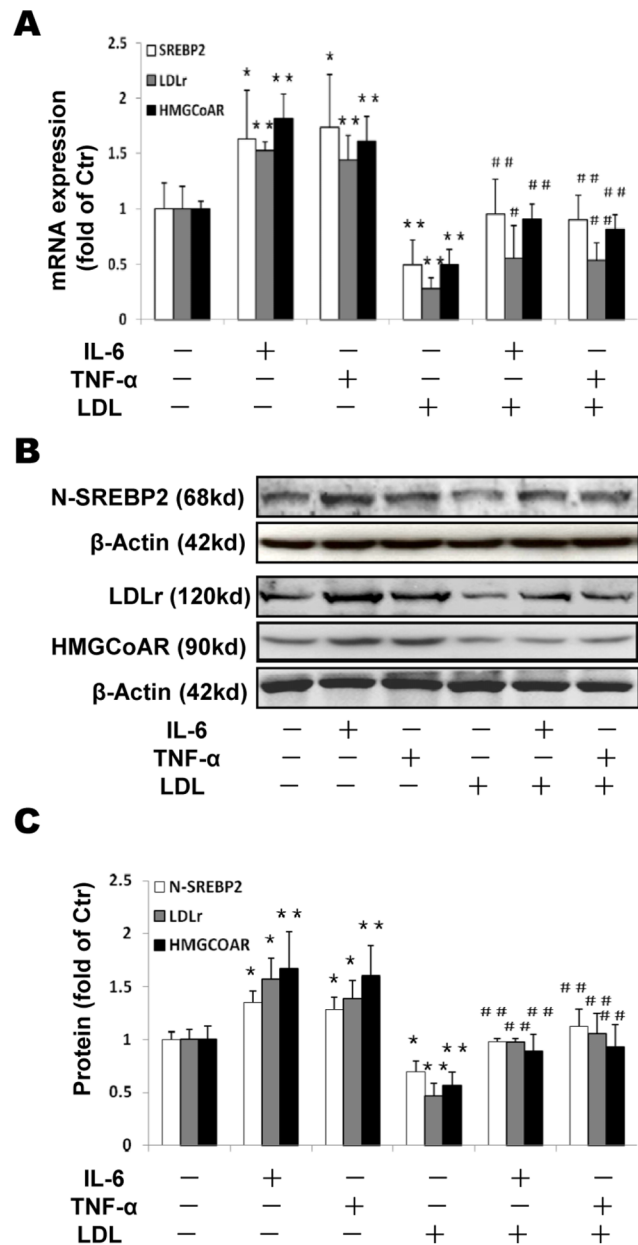 A
mRNA expression
(fold of Ctr)
2.5
2
1.5
1
0.5
0
SREBP2
LDLr
HMGCoAR
* ** **
* ** **
** ** **
## # ##
## ## ##
IL-6 − + − − + −
TNF-α − − + − − +
LDL − − − + + +
B
N-SREBP2 (68kd)
β-Actin (42kd)
LDLr (120kd)
HMGCoAR (90kd)
β-Actin (42kd)
IL-6 − + − − + −
TNF-α − − + − − +
LDL − − − + + +
C
Protein (fold of Ctr)
2.5
2
1.5
1
0.5
0
N-SREBP2
LDLr
HMGCOAR
* * **
* * **
* ** **
## ## ##
## ## ##
IL-6 − + − − + −
TNF-α − − + − − +
LDL − − − + + +